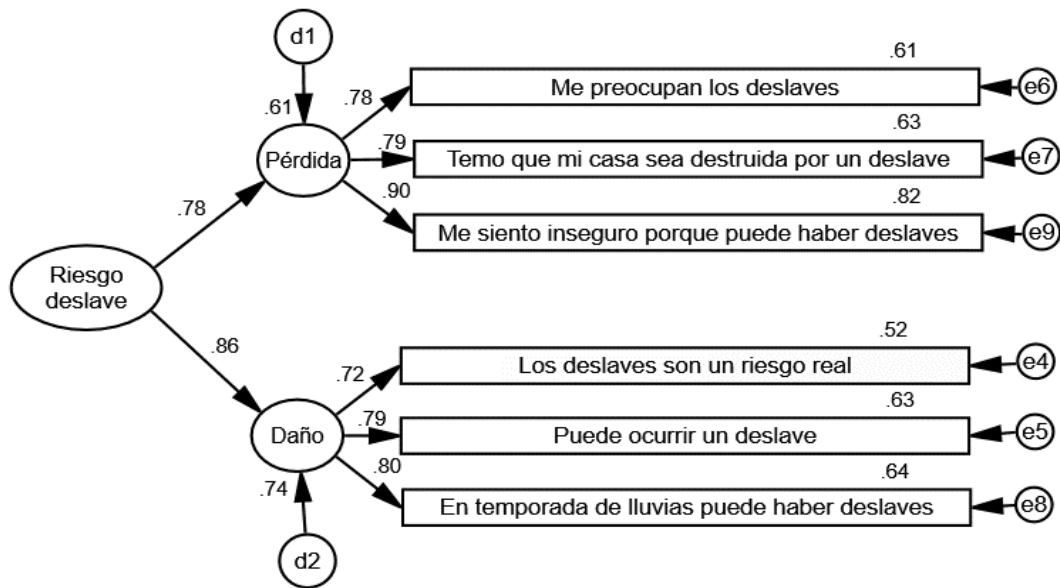 d1
.61
.78
Me preocupan los deslaves
e6
.61
Pérdida
.79
.63
Temo que mi casa sea destruida por un deslave
e7
.90
.82
Me siento inseguro porque puede haber deslaves
e9
.78
Riesgo
deslave
.86
.52
.72
Los deslaves son un riesgo real
e4
.63
Daño
.79
Puede ocurrir un deslave
e5
.80
.64
.74
En temporada de lluvias puede haber deslaves
e8
d2